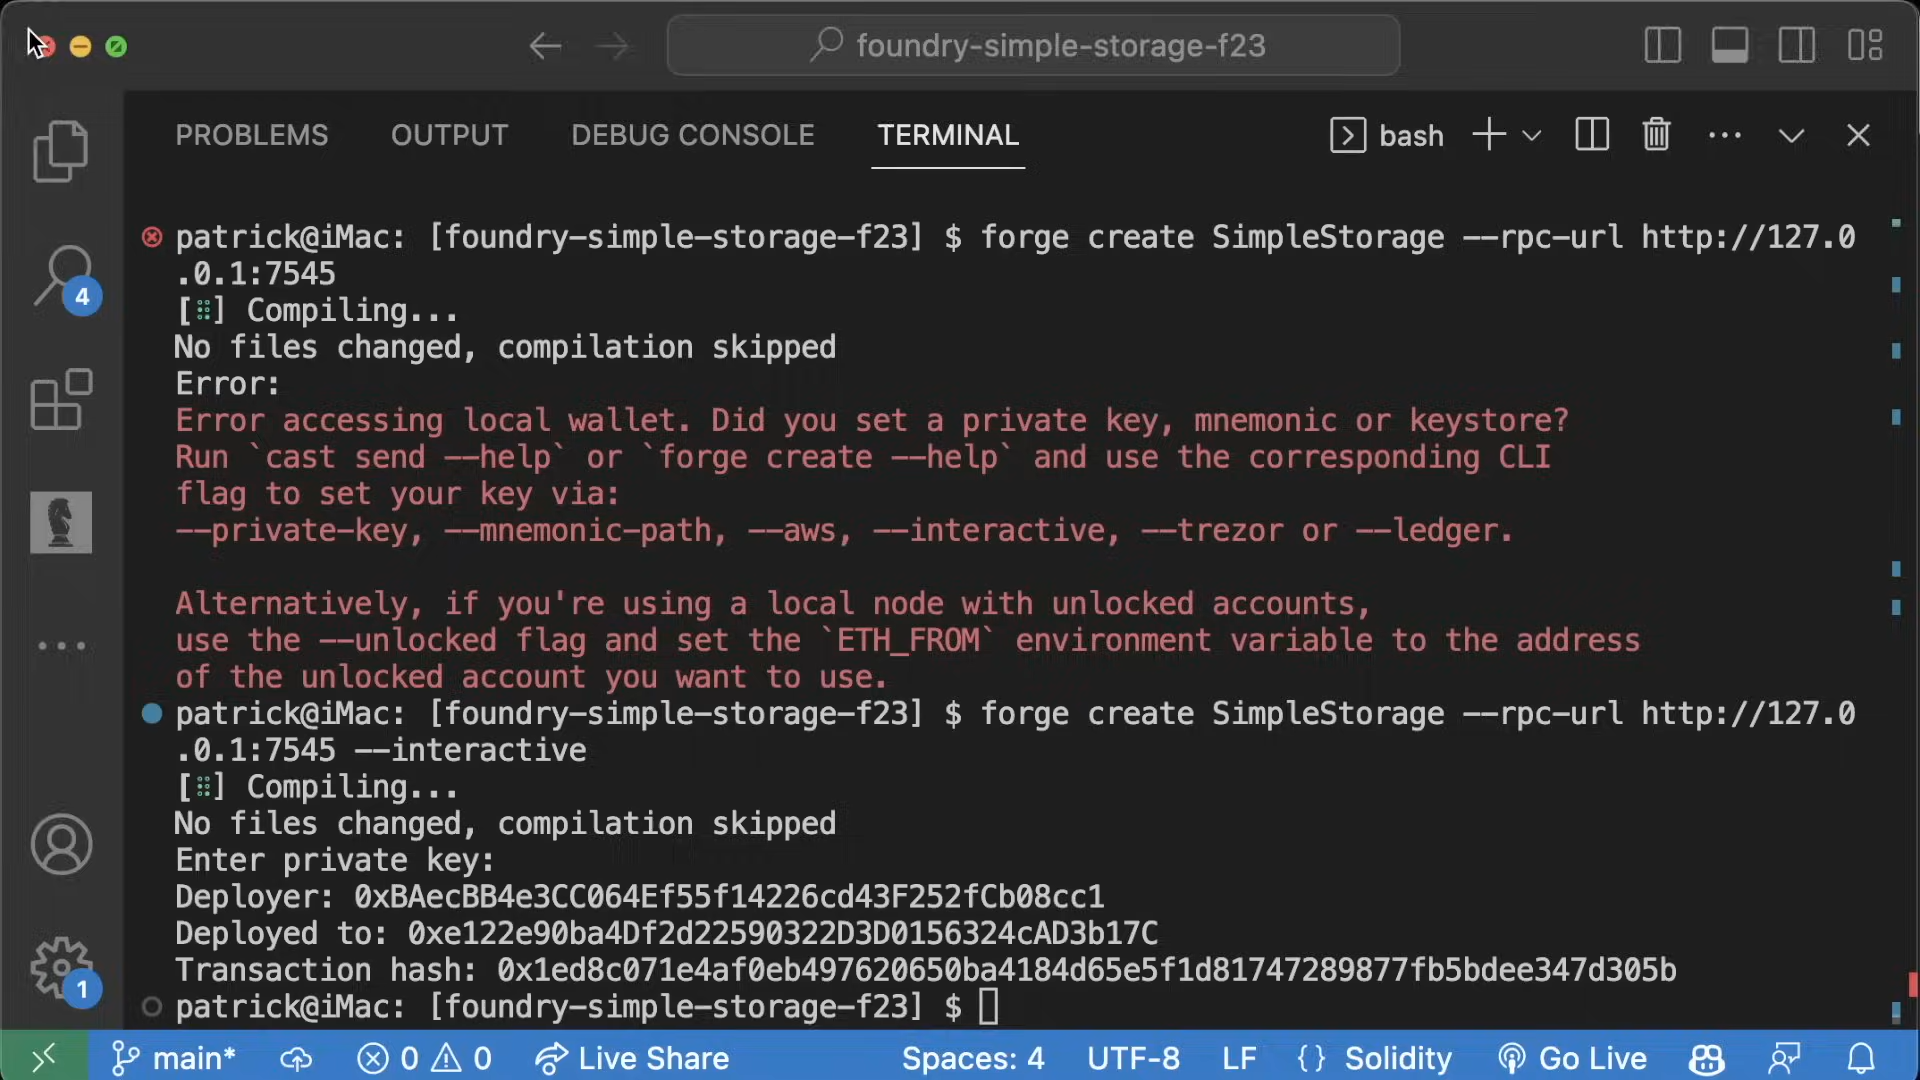 foundry-simple-storage-f23
PROBLEMS OUTPUT DEBUG CONSOLE TERMINAL bash
patrick@iMac: [foundry-simple-storage-f23] $ forge create SimpleStorage --rpc-url http://127.0
.0.1:7545
[⠿] Compiling...
No files changed, compilation skipped
Error:
Error accessing local wallet. Did you set a private key, mnemonic or keystore?
Run `cast send --help` or `forge create --help` and use the corresponding CLI
flag to set your key via:
--private-key, --mnemonic-path, --aws, --interactive, --trezor or --ledger.
Alternatively, if you're using a local node with unlocked accounts,
use the --unlocked flag and set the `ETH_FROM` environment variable to the address
of the unlocked account you want to use.
patrick@iMac: [foundry-simple-storage-f23] $ forge create SimpleStorage --rpc-url http://127.0
.0.1:7545 --interactive
[⠿] Compiling...
No files changed, compilation skipped
Enter private key:
Deployer: 0xBAecBB4e3CC064Ef55f14226cd43F252fCb08cc1
Deployed to: 0xe122e90ba4Df2d22590322D3D0156324cAD3b17C
Transaction hash: 0x1ed8c071e4af0eb497620650ba4184d65e5f1d81747289877fb5bdee347d305b
patrick@iMac: [foundry-simple-storage-f23] $
4
1
main* 0 0 Live Share Spaces: 4 UTF-8 LF {} Solidity Go Live